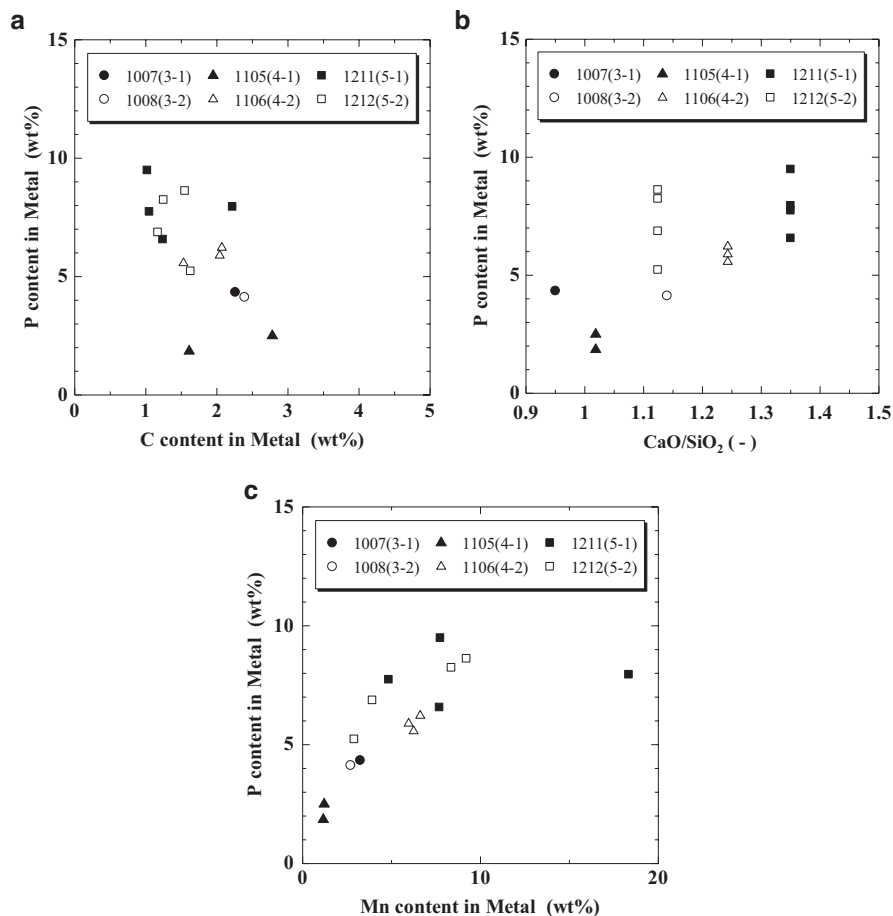 a
15
1007(3-1) 1105(4-1) 1211(5-1)
1008(3-2) 1106(4-2) 1212(5-2)
10
5
0
P content in Metal (wt%)
0 1 2 3 4 5
C content in Metal (wt%)
b
15
1007(3-1) 1105(4-1) 1211(5-1)
1008(3-2) 1106(4-2) 1212(5-2)
10
5
0
P content in Metal (wt%)
0.9 1 1.1 1.2 1.3 1.4 1.5
CaO/SiO₂ ( - )
c
15
1007(3-1) 1105(4-1) 1211(5-1)
1008(3-2) 1106(4-2) 1212(5-2)
10
5
0
P content in Metal (wt%)
0 10 20
Mn content in Metal (wt%)